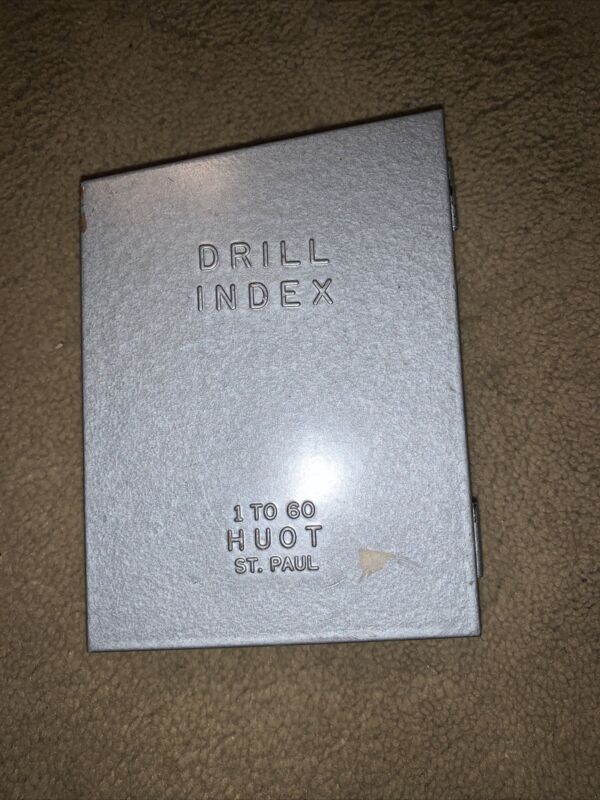 DRILL
INDEX
1 TO 60
HUOT
ST. PAUL